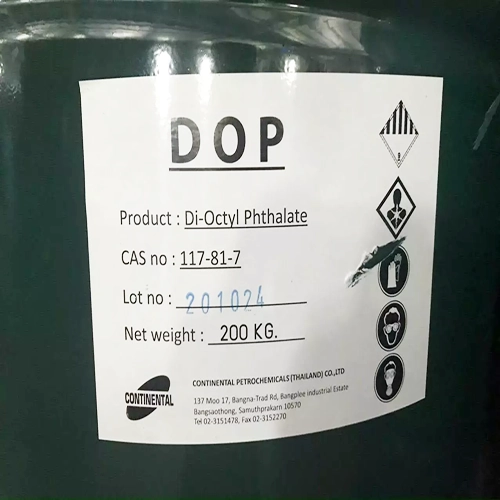 DOP
Product : Di-Octyl Phthalate
CAS no : 117-81-7
Lot no : 201024
Net weight : 200 KG.
CONTINENTAL
CONTINENTAL PETROCHEMICALS (THAILAND) CO.,LTD
137 Moo 17, Bangna-Trad Rd, Bangplee industrial Estate
Bangsaothong, Samuthprakarn 10570
Tel 02-3151478, Fax 02-3152270